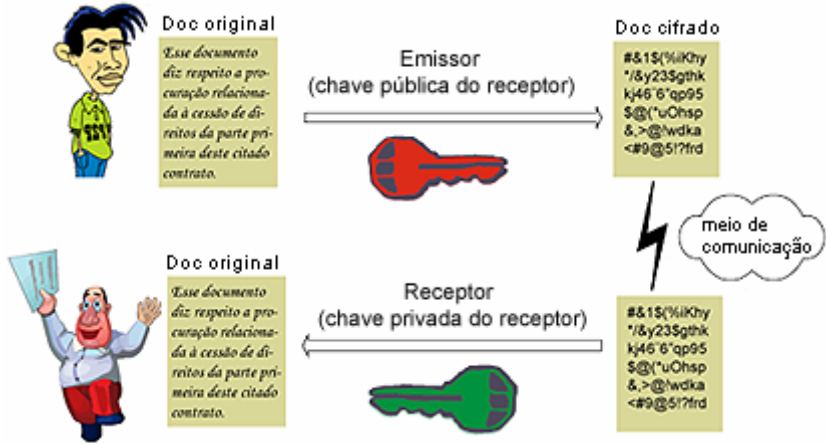 Doc original
Esse documento
diz respeito a pro-
curação relaciona-
da à cessão de di-
reitos da parte pri-
meira deste citado
contrato.
Emissor
(chave pública do receptor)
Doc cifrado
#&1$(%iKhy
*/&y23$gthk
kj46¨6"qp95
$@(*uOhsp
&,>@!wdka
<#9@5!?frd
meio de
comunicação
Doc original
Esse documento
diz respeito a pro-
curação relaciona-
da à cessão de di-
reitos da parte pri-
meira deste citado
contrato.
Receptor
(chave privada do receptor)
#&1$(%iKhy
*/&y23$gthk
kj46¨6"qp95
$@(*uOhsp
&,>@!wdka
<#9@5!?frd